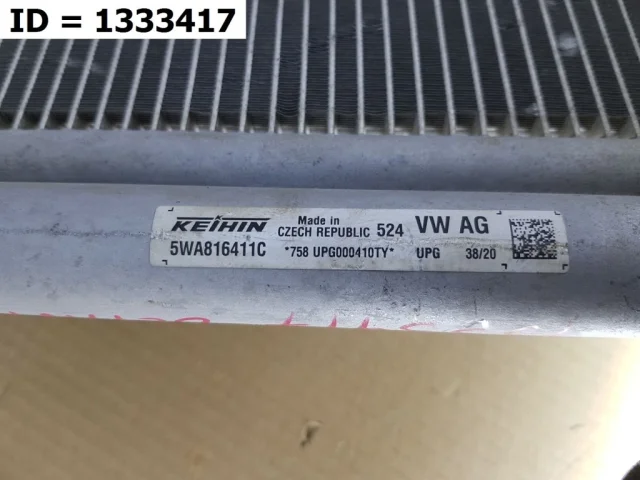 ID = 1333417
KEIHIN Made in CZECH REPUBLIC 524 VW AG
5WA816411C *758 UPG000410TY* UPG 38/20